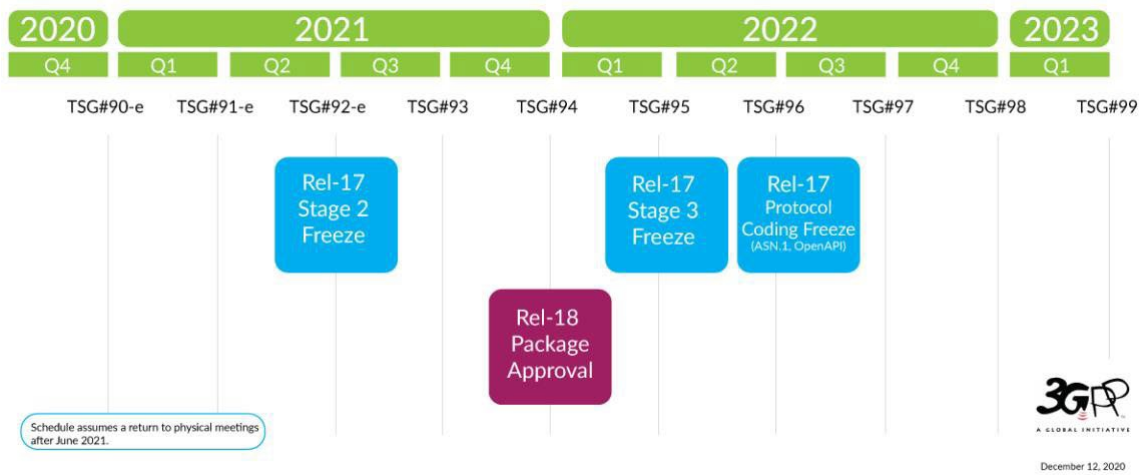 2020 2021 2022 2023
Q4 Q1 Q2 Q3 Q4 Q1 Q2 Q3 Q4 Q1
TSG#90-e TSG#91-e TSG#92-e TSG#93 TSG#94 TSG#95 TSG#96 TSG#97 TSG#98 TSG#99
Rel-17
Stage 2
Freeze
Rel-17
Stage 3
Freeze
Rel-17
Protocol
Coding Freeze
(ASN.1, OpenAPI)
Rel-18
Package
Approval
Schedule assumes a return to physical meetings
after June 2021.
3GPP
A GLOBAL INITIATIVE
December 12, 2020